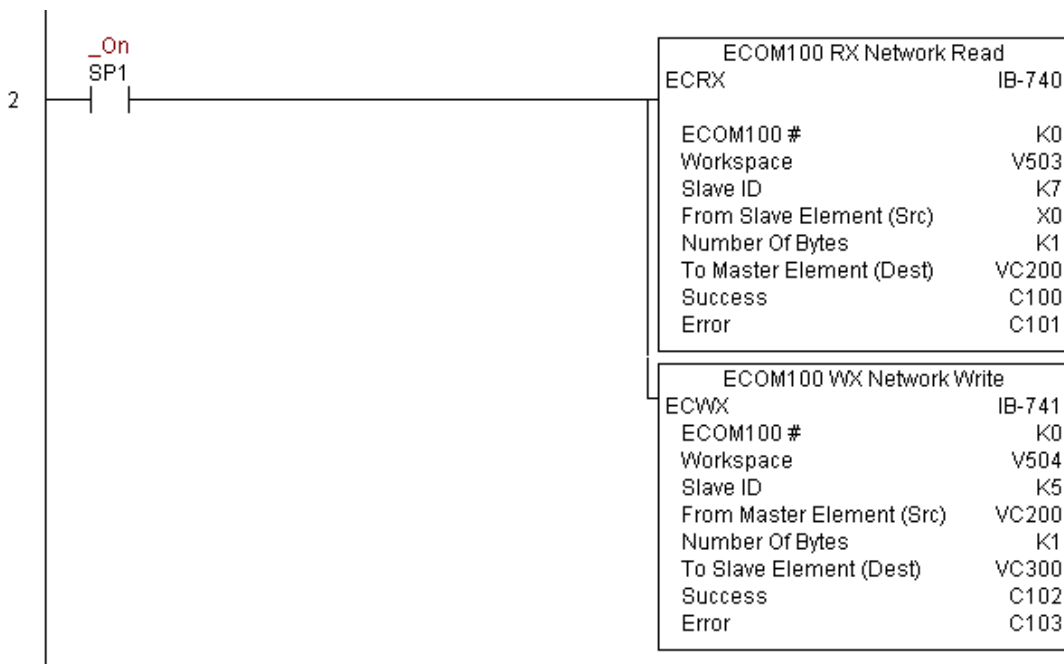 _On
SP1
2
ECOM100 RX Network Read
ECRX IB-740
ECOM100 # K0
Workspace V503
Slave ID K7
From Slave Element (Src) X0
Number Of Bytes K1
To Master Element (Dest) VC200
Success C100
Error C101
ECOM100 WX Network Write
ECWX IB-741
ECOM100 # K0
Workspace V504
Slave ID K5
From Master Element (Src) VC200
Number Of Bytes K1
To Slave Element (Dest) VC300
Success C102
Error C103